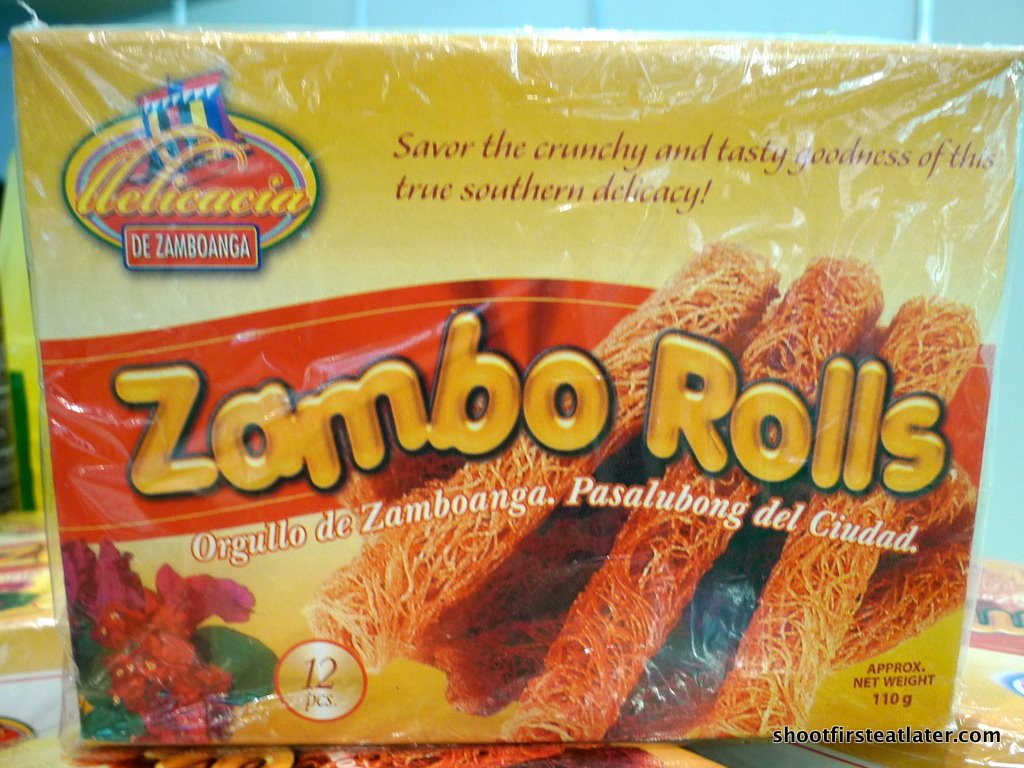 Delicacia
DE ZAMBOANGA
Savor the crunchy and tasty goodness of this
true southern delicacy!
Zambo Rolls
Orgullo de Zamboanga. Pasalubong del Ciudad.
12
pcs.
APPROX.
NET WEIGHT
110 g
shootfirsteatlater.com